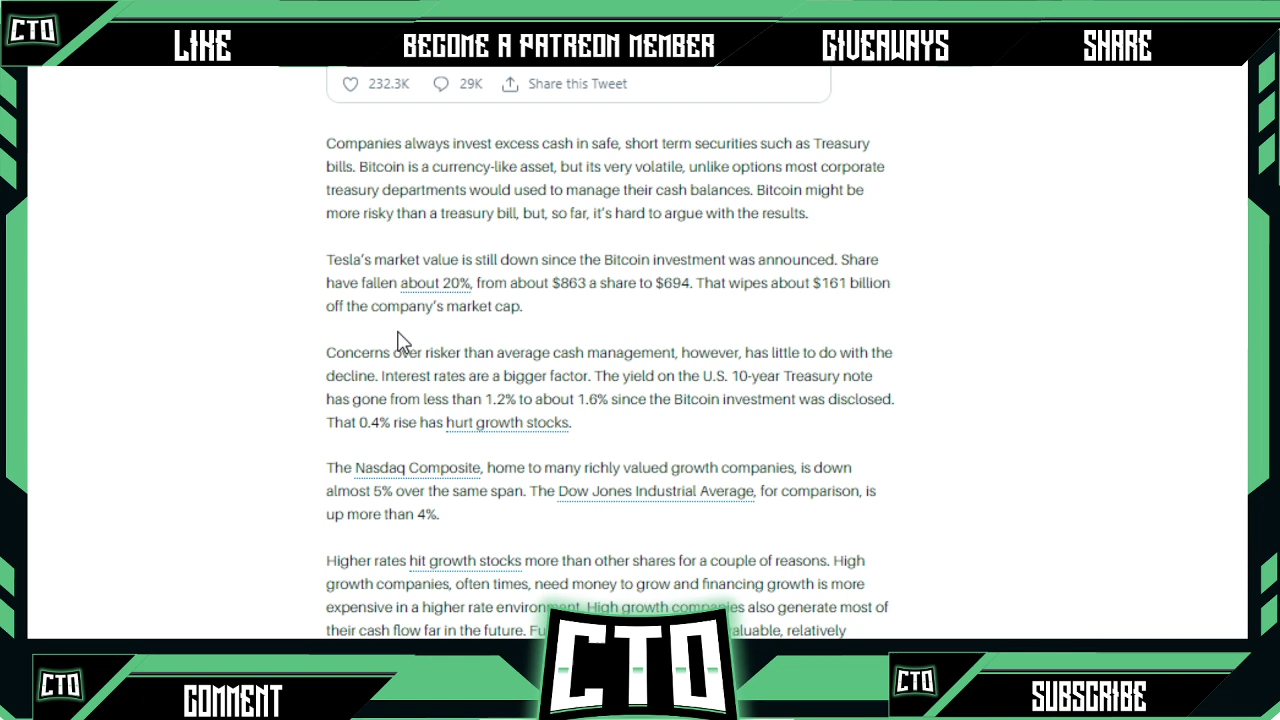 CTO
LIKE
BECOME A PATREON MEMBER
GIVEAWAYS
SHARE
232.3K 29K Share this Tweet
Companies always invest excess cash in safe, short term securities such as Treasury
bills. Bitcoin is a currency-like asset, but its very volatile, unlike options most corporate
treasury departments would used to manage their cash balances. Bitcoin might be
more risky than a treasury bill, but, so far, it's hard to argue with the results.
Tesla's market value is still down since the Bitcoin investment was announced. Share
have fallen about 20%, from about $863 a share to $694. That wipes about $161 billion
off the company's market cap.
Concerns over risker than average cash management, however, has little to do with the
decline. Interest rates are a bigger factor. The yield on the U.S. 10-year Treasury note
has gone from less than 1.2% to about 1.6% since the Bitcoin investment was disclosed.
That 0.4% rise has hurt growth stocks.
The Nasdaq Composite, home to many richly valued growth companies, is down
almost 5% over the same span. The Dow Jones Industrial Average, for comparison, is
up more than 4%.
Higher rates hit growth stocks more than other shares for a couple of reasons. High
growth companies, often times, need money to grow and financing growth is more
expensive in a higher rate environment. High growth companies also generate most of
their cash flow far in the future. relatively
CTO
COMMENT
CTO
CTO
SUBSCRIBE